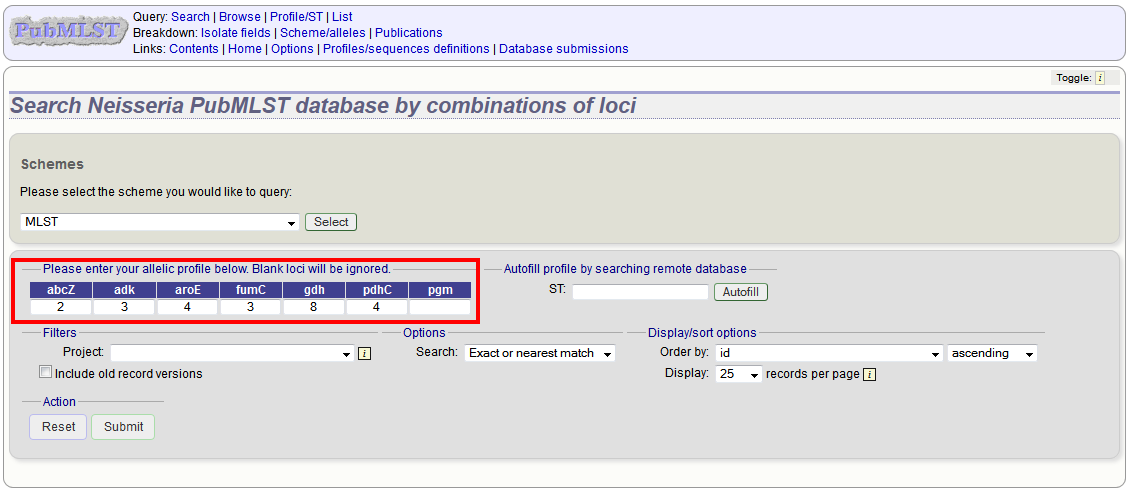 PubMLST
Query: Search | Browse | Profile/ST | List
Breakdown: Isolate fields | Scheme/alleles | Publications
Links: Contents | Home | Options | Profiles/sequences definitions | Database submissions
Toggle: i
Search Neisseria PubMLST database by combinations of loci
Schemes
Please select the scheme you would like to query:
MLST Select
Please enter your allelic profile below. Blank loci will be ignored.
abcZ adk aroE fumC gdh pdhC pgm
2 3 4 3 8 4
Autofill profile by searching remote database
ST: Autofill
Filters
Project: i
Include old record versions
Options
Search: Exact or nearest match
Display/sort options
Order by: id ascending
Display: 25 records per page i
Action
Reset Submit